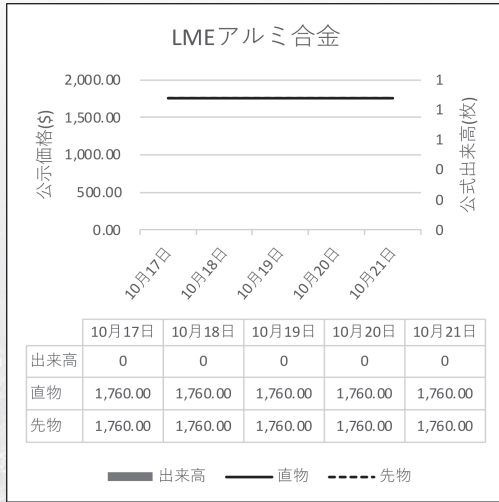 LMEアルミ合金
2,000.00
1,500.00
1,000.00
500.00
0.00
公示価格($)
1
1
1
0
0
0
公式出来高(枚)
10月17日
10月18日
10月19日
10月20日
10月21日
10月17日 10月18日 10月19日 10月20日 10月21日
出来高 0 0 0 0 0
直物 1,760.00 1,760.00 1,760.00 1,760.00 1,760.00
先物 1,760.00 1,760.00 1,760.00 1,760.00 1,760.00
出来高 直物 先物